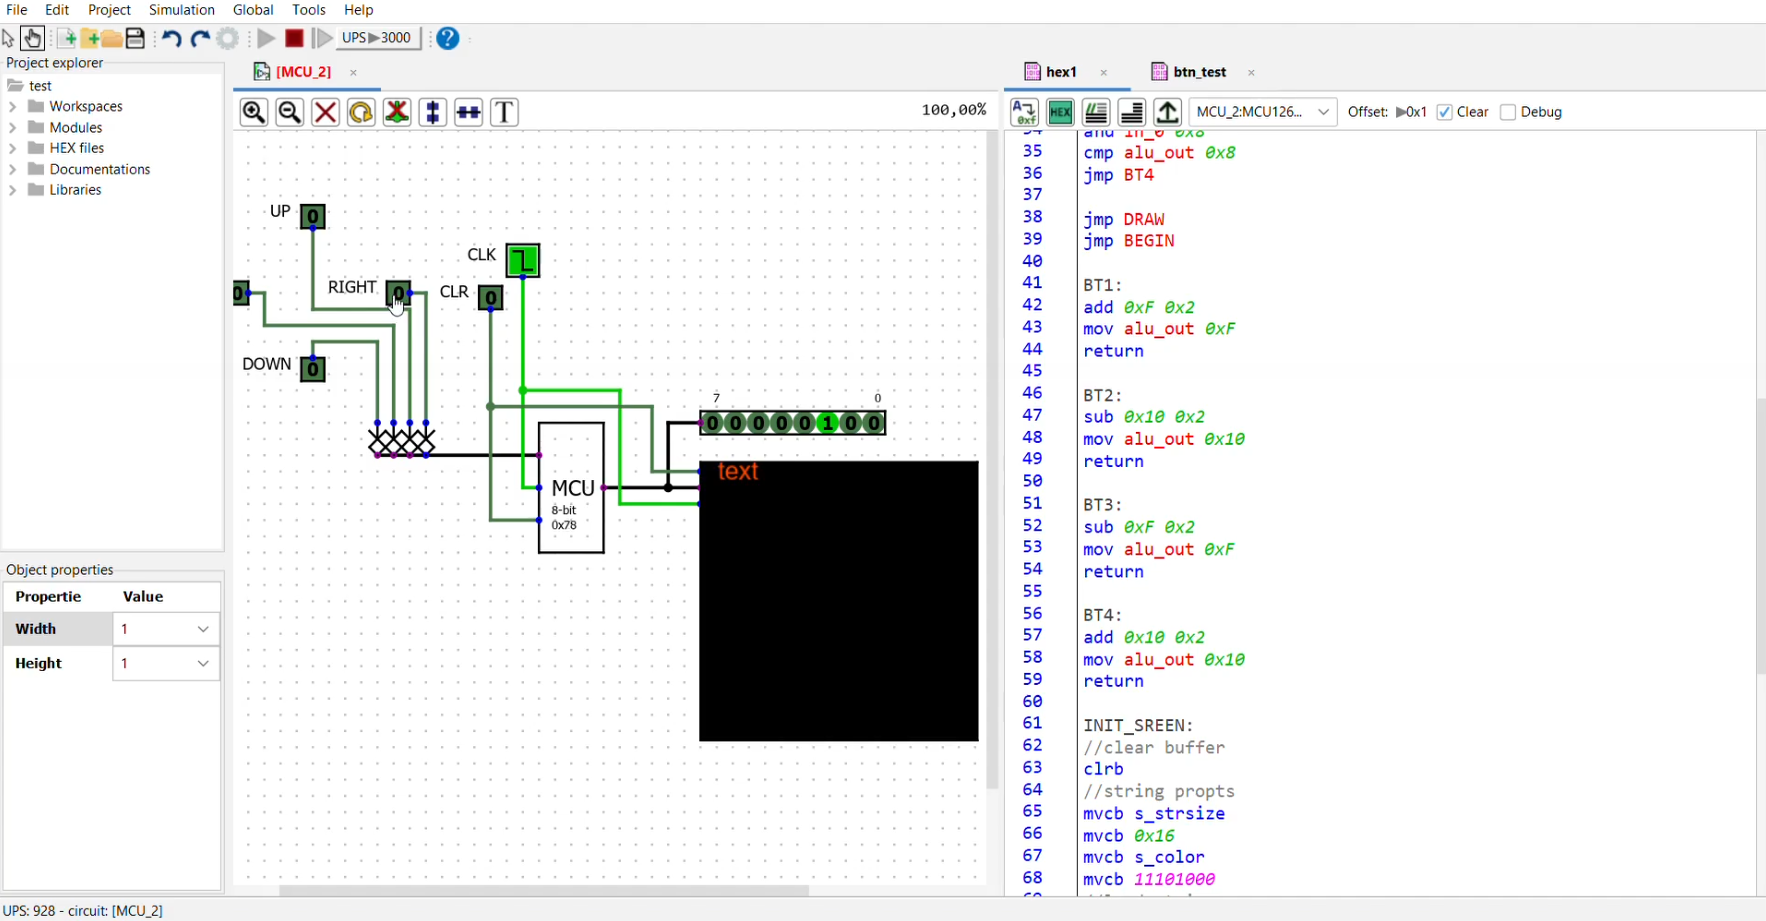 File Edit Project Simulation Global Tools Help
UPS▶3000
Project explorer
test
Workspaces
Modules
HEX files
Documentations
Libraries
Object properties
Propertie Value
Width 1
Height 1
[MCU_2]
100,00%
UP 0
CLK
0 RIGHT 0 CLR 0
DOWN 0
7 0
0 0 0 0 0 1 0 0
text
MCU
8-bit
0x78
hex1 btn_test
HEX MCU_2:MCU126... Offset: ▶0x1 Clear Debug
34 and in_0 0x8
35 cmp alu_out 0x8
36 jmp BT4
37
38 jmp DRAW
39 jmp BEGIN
40
41 BT1:
42 add 0xF 0x2
43 mov alu_out 0xF
44 return
45
46 BT2:
47 sub 0x10 0x2
48 mov alu_out 0x10
49 return
50
51 BT3:
52 sub 0xF 0x2
53 mov alu_out 0xF
54 return
55
56 BT4:
57 add 0x10 0x2
58 mov alu_out 0x10
59 return
60
61 INIT_SREEN:
62 //clear buffer
63 clrb
64 //string propts
65 mvcb s_strsize
66 mvcb 0x16
67 mvcb s_color
68 mvcb 11101000
UPS: 928 - circuit: [MCU_2]